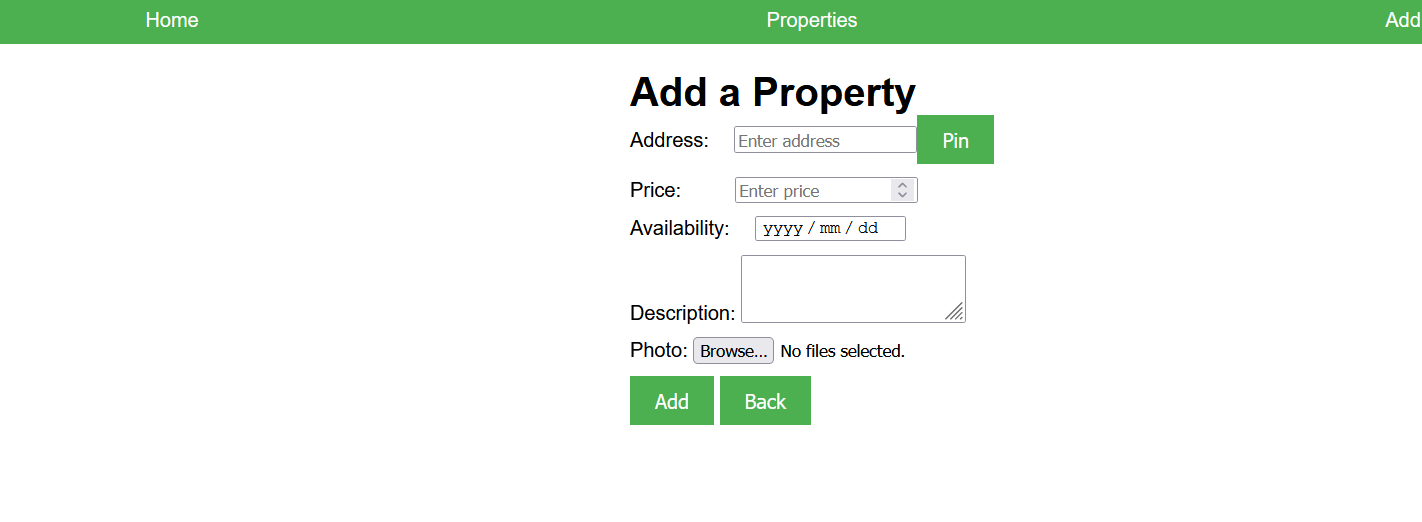 Home Properties Add
Add a Property
Address: Enter address Pin
Price: Enter price
Availability: yyyy / mm / dd
Description:
Photo: Browse... No files selected.
Add Back